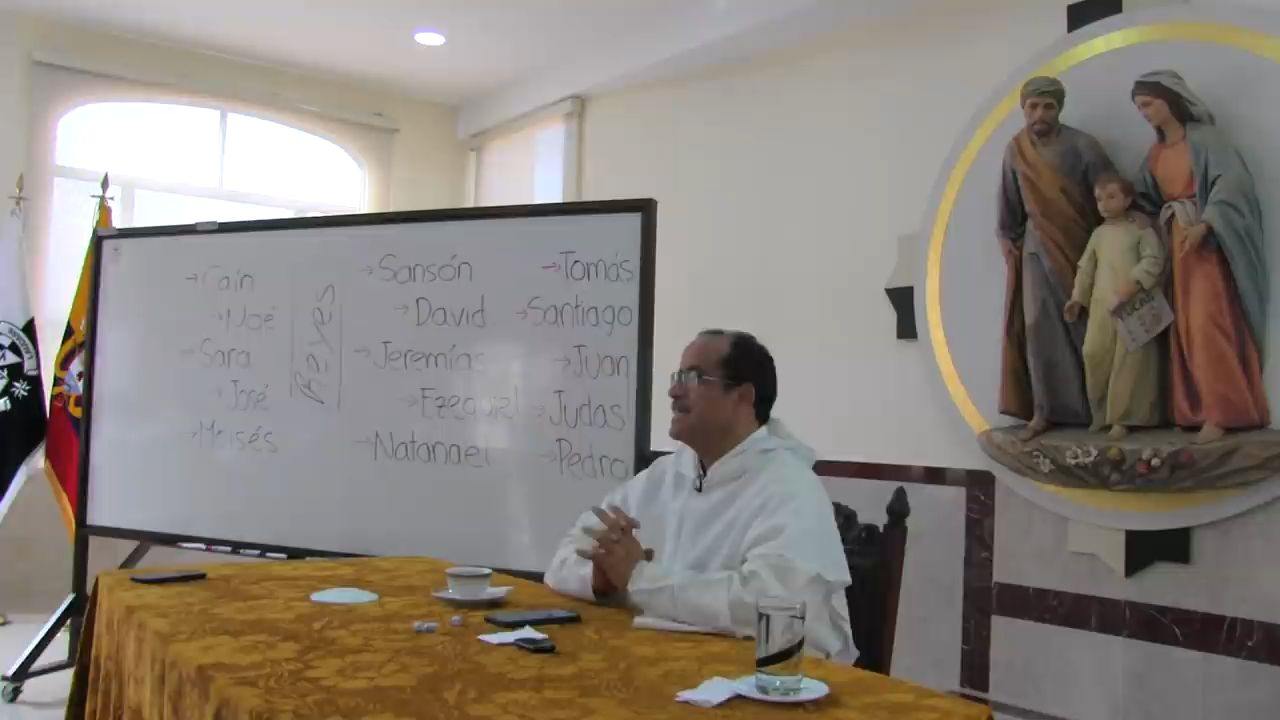 →Caín
→Noé
→Sara
→José
→Moisés
Reyes
→Sansón
→David
→Jeremías
→Ezequiel
→Natanael
→Tomás
→Santiago
→Juan
→Judas
→Pedro